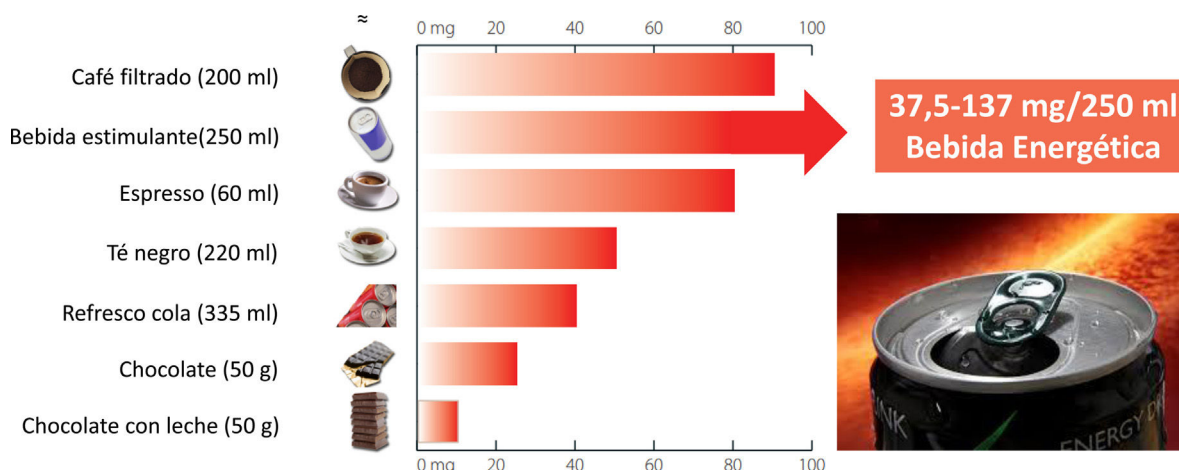 ≈
0 mg 20 40 60 80 100
Café filtrado (200 ml)
Bebida estimulante(250 ml)
Espresso (60 ml)
Té negro (220 ml)
Refresco cola (335 ml)
Chocolate (50 g)
Chocolate con leche (50 g)
0 mg 20 40 60 80 100
37,5-137 mg/250 ml
Bebida Energética
ENERGY